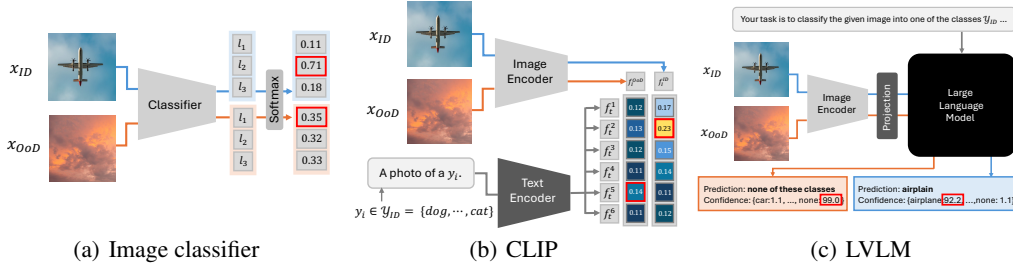 x_ID
x_OoD
Classifier
l_1
l_2
l_3
l_1
l_2
l_3
Softmax
0.11
0.71
0.18
0.35
0.32
0.33
(a) Image classifier
x_ID
x_OoD
Image
Encoder
f_i^OoD
f_i^ID
f_t^1 0.12 0.17
f_t^2 0.13 0.23
f_t^3 0.12 0.15
f_t^4 0.11 0.14
f_t^5 0.14 0.11
f_t^6 0.11 0.12
A photo of a y_i.
Text
Encoder
y_i ∈ 𝒴_ID = {dog, ⋯, cat}
(b) CLIP
Your task is to classify the given image into one of the classes 𝒴_ID ...
x_ID
x_OoD
Image
Encoder
Projection
Large
Language
Model
Prediction: none of these classes
Confidence: {car:1.1, ..., none: 99.0}
Prediction: airplain
Confidence: {airplane 92.2, ...,none: 1.1}
(c) LVLM